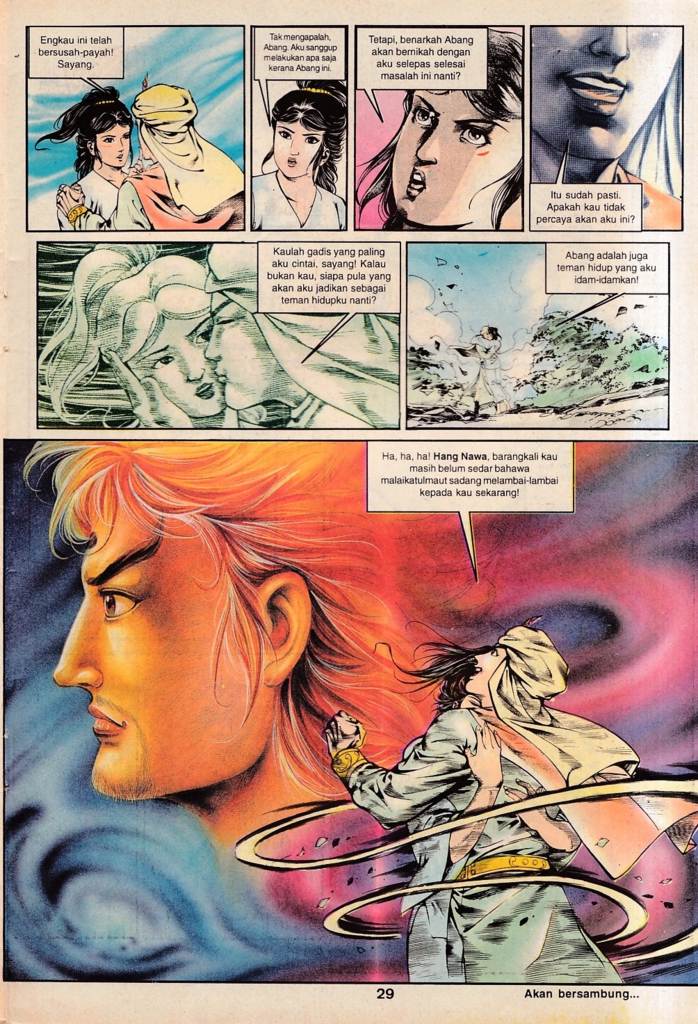 Engkau ini telah
bersusah-payah!
Sayang.
Tak mengapalah,
Abang. Aku sanggup
melakukan apa saja
kerana Abang ini.
Tetapi, benarkah Abang
akan bernikah dengan
aku selepas selesai
masalah ini nanti?
Itu sudah pasti.
Apakah kau tidak
percaya akan aku ini?
Kaulah gadis yang paling
aku cintai, sayang! Kalau
bukan kau, siapa pula yang
akan aku jadikan sebagai
teman hidupku nanti?
Abang adalah juga
teman hidup yang aku
idam-idamkan!
Ha, ha, ha! Hang Nawa, barangkali kau
masih belum sedar bahawa
malaikatulmaut sadang melambai-lambai
kepada kau sekarang!
29
Akan bersambung...